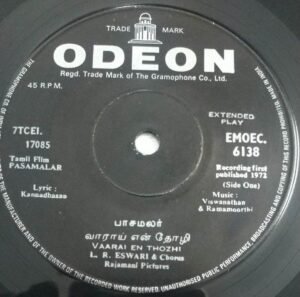 TRADE MARK
ODEON
Regd. Trade Mark of The Gramophone Co., Ltd.
45 R.P.M.
EXTENDED PLAY
7TCEI.
17085
EMOEC.
6138
Tamil Film
PASAMALAR
Recording first
published 1972
(Side One)
Lyric :
Kannadhasan
Music :
Viswanathan
& Ramamoorthi
பாசமலர்
வாராய் என் தோழி
VAARAI EN THOZHI
L. R. ESWARI & Chorus
Rajamani Pictures